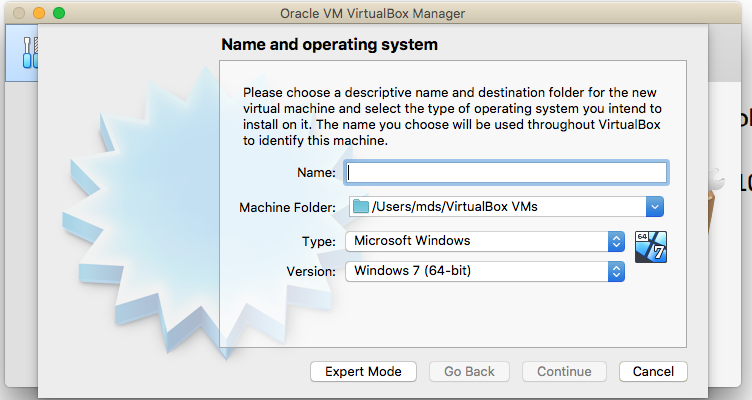 Oracle VM VirtualBox Manager
Name and operating system
Please choose a descriptive name and destination folder for the new
virtual machine and select the type of operating system you intend to
install on it. The name you choose will be used throughout VirtualBox
to identify this machine.
Name:
Machine Folder: /Users/mds/VirtualBox VMs
Type: Microsoft Windows
64
7
Version: Windows 7 (64-bit)
Expert Mode Go Back Continue Cancel